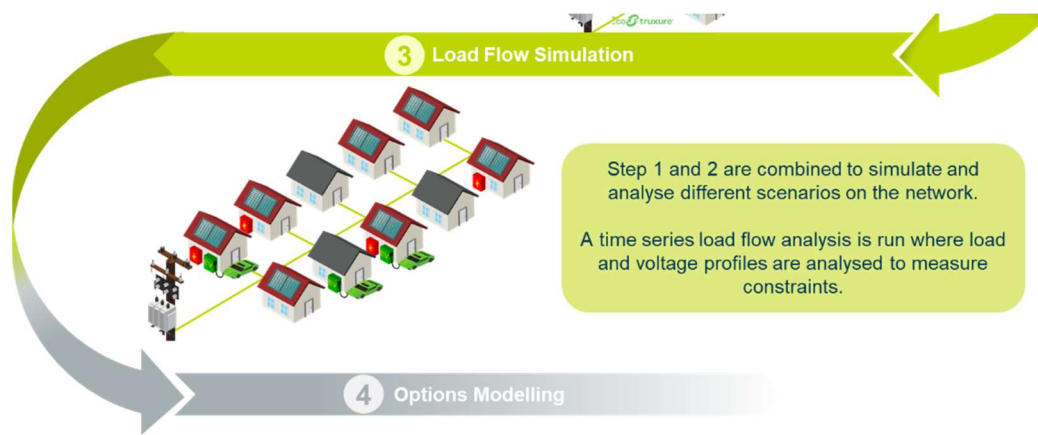 EcoStruxure
3 Load Flow Simulation
Step 1 and 2 are combined to simulate and
analyse different scenarios on the network.
A time series load flow analysis is run where load
and voltage profiles are analysed to measure
constraints.
4 Options Modelling